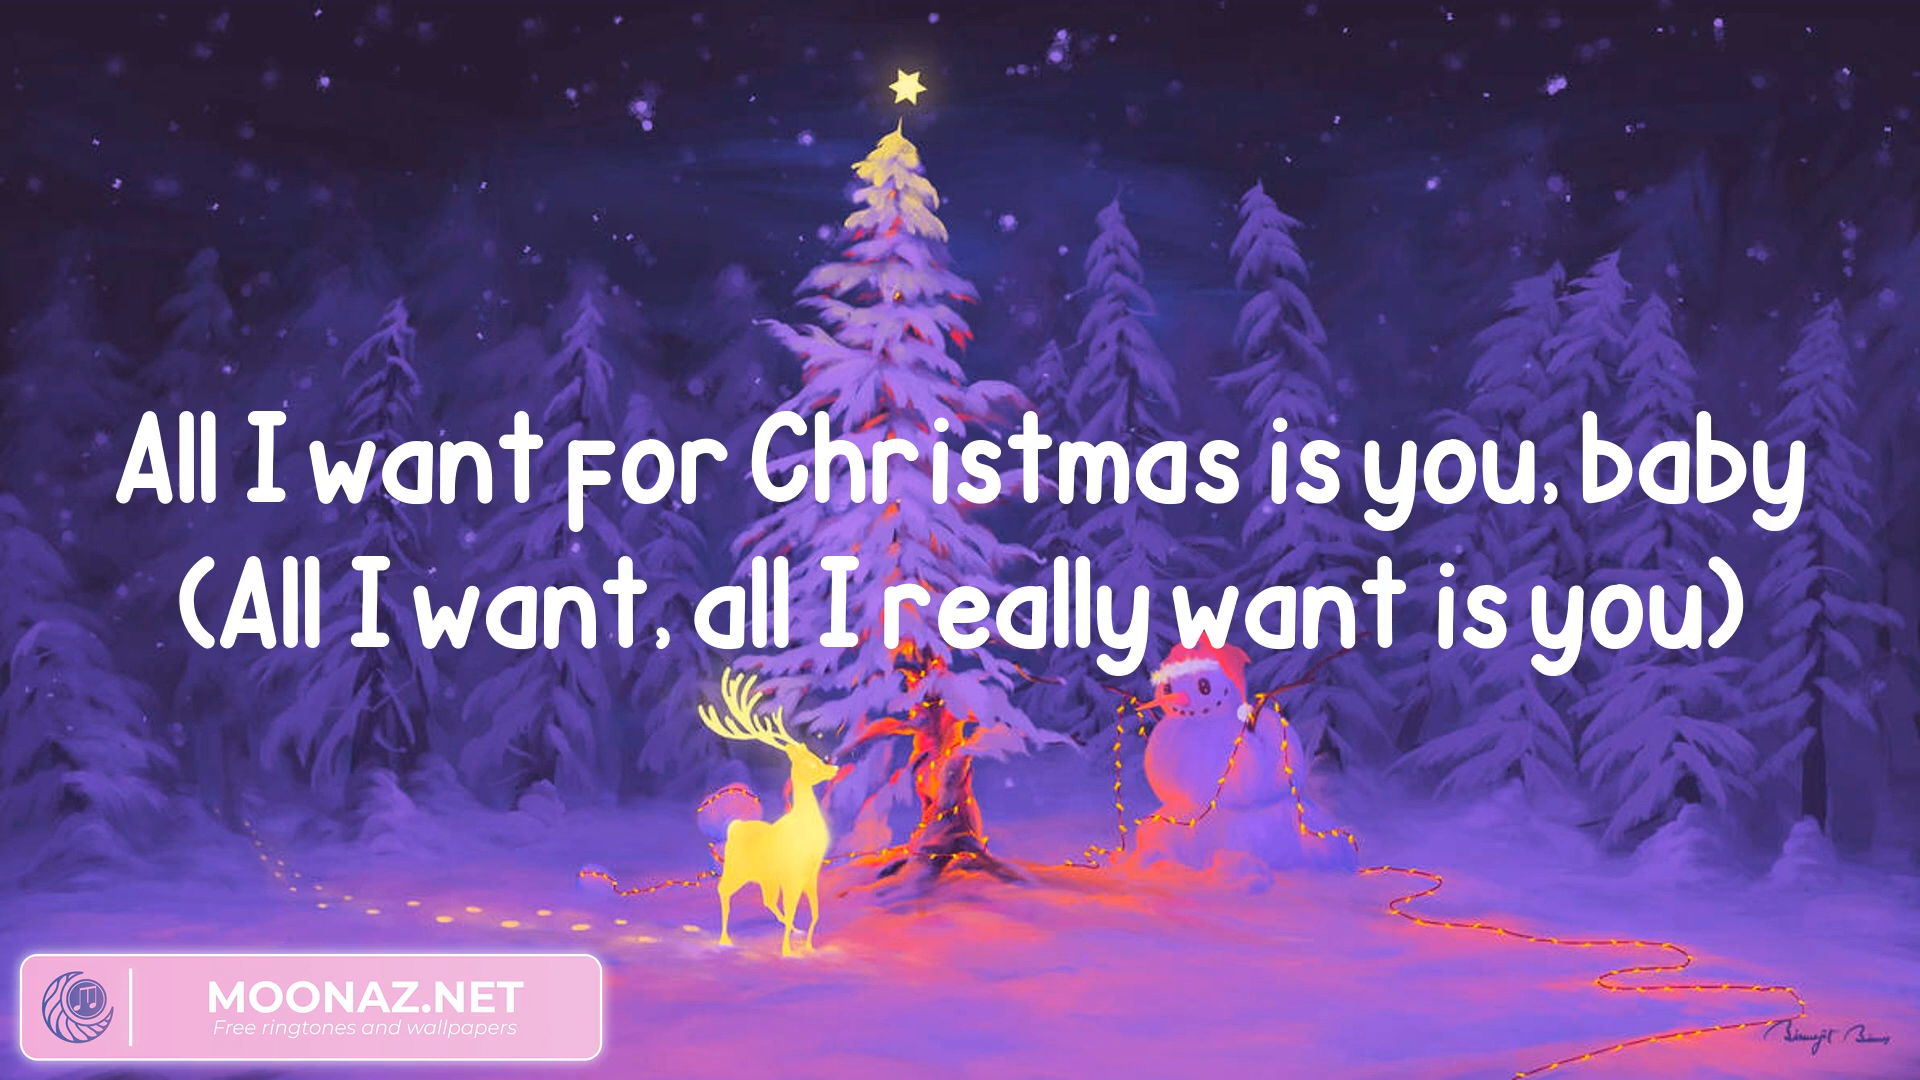 All I want for Christmas is you, baby
(All I want, all I really want is you)
MOONAZ.NET
Free ringtones and wallpapers